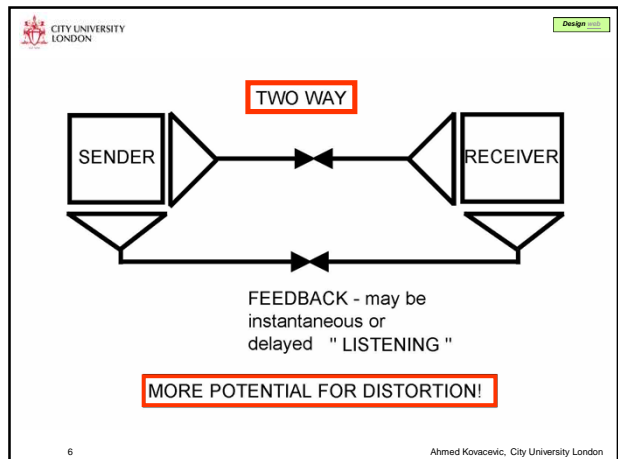 CITY UNIVERSITY
LONDON
Design web
TWO WAY
SENDER
RECEIVER
FEEDBACK - may be
instantaneous or
delayed " LISTENING "
MORE POTENTIAL FOR DISTORTION!
6
Ahmed Kovacevic, City University London